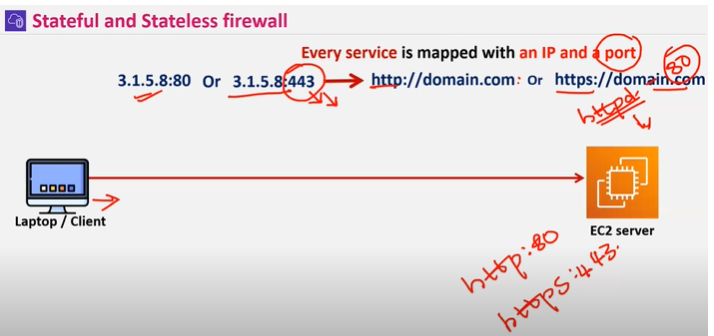 Stateful and Stateless firewall
Every service is mapped with an IP and a port
3.1.5.8:80 Or 3.1.5.8:443 http://domain.com: Or https://domain.com
80
httpd
Laptop / Client
EC2 server
http:80
https:443.